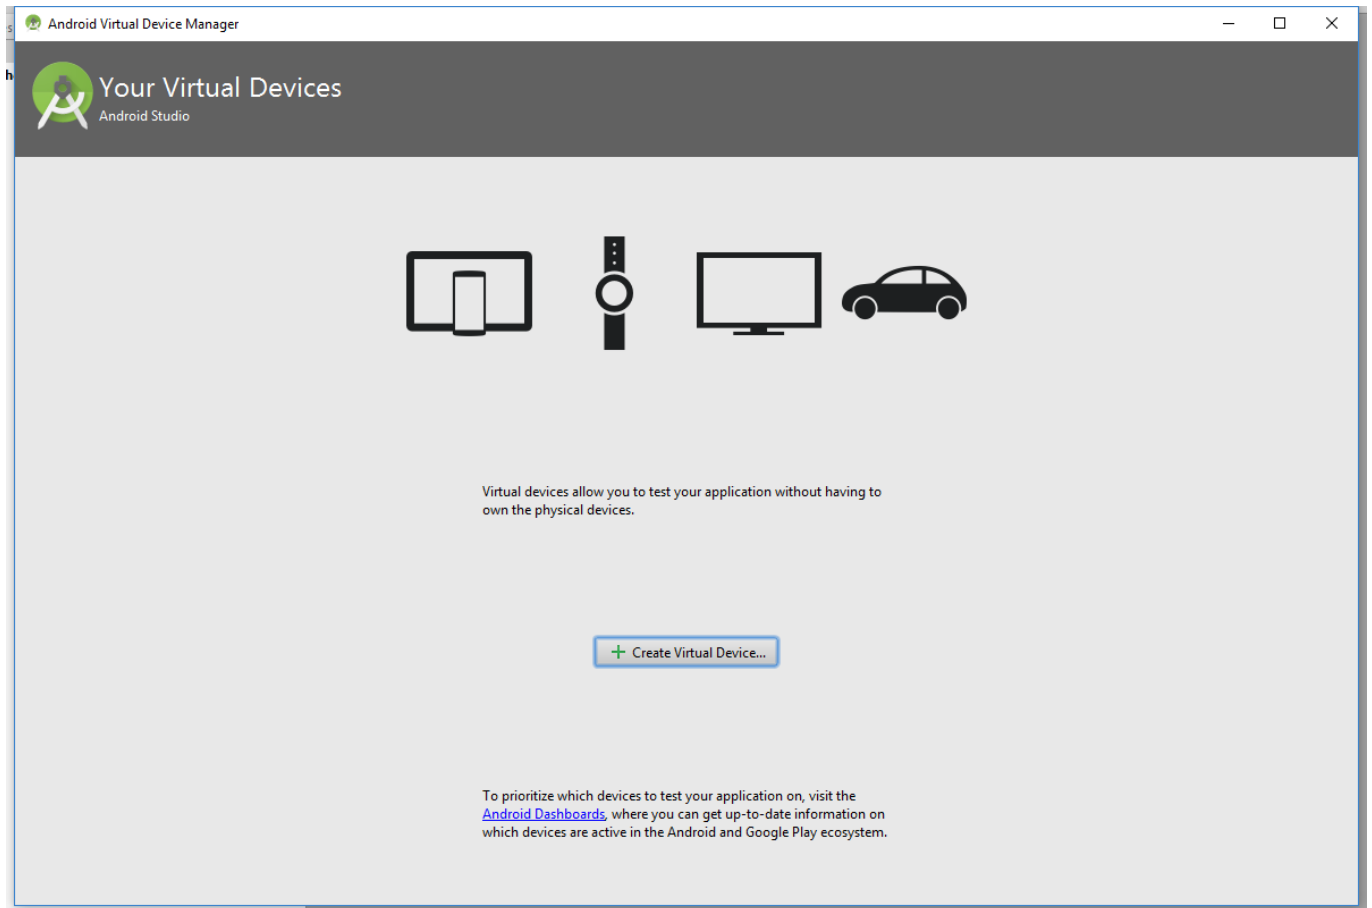 Android Virtual Device Manager
Your Virtual Devices
Android Studio
Virtual devices allow you to test your application without having to
own the physical devices.
Create Virtual Device...
To prioritize which devices to test your application on, visit the
Android Dashboards, where you can get up-to-date information on
which devices are active in the Android and Google Play ecosystem.